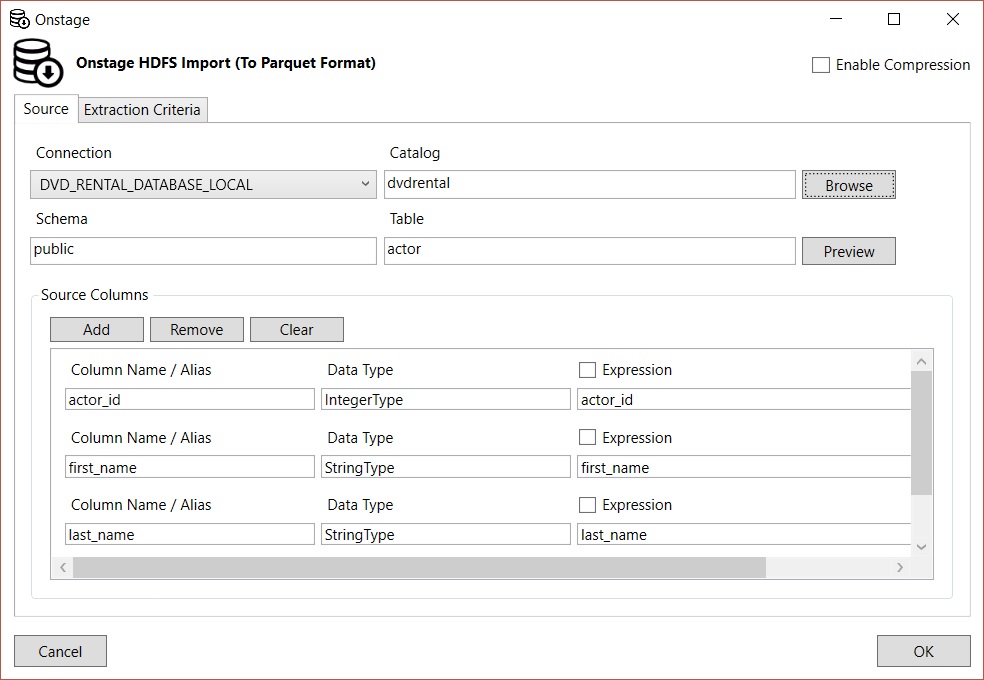 Onstage
Onstage HDFS Import (To Parquet Format)
Enable Compression
Source Extraction Criteria
Connection Catalog
DVD_RENTAL_DATABASE_LOCAL dvdrental Browse
Schema Table
public actor Preview
Source Columns
Add Remove Clear
Column Name / Alias Data Type Expression
actor_id IntegerType actor_id
Column Name / Alias Data Type Expression
first_name StringType first_name
Column Name / Alias Data Type Expression
last_name StringType last_name
Cancel OK